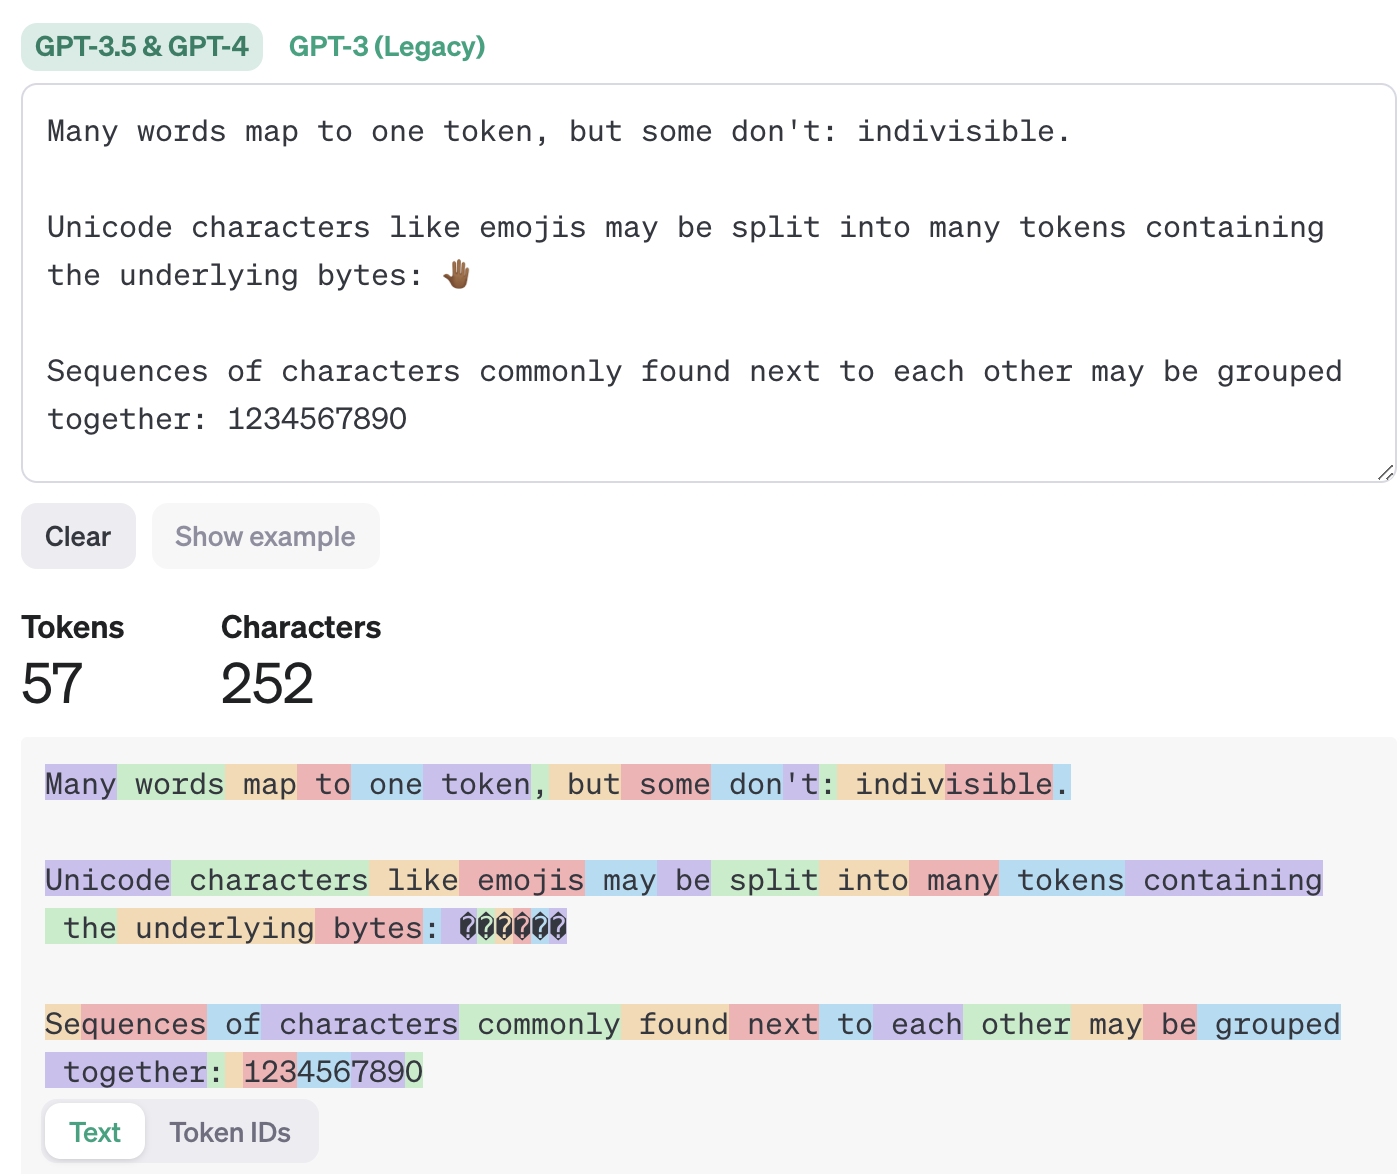 GPT-3.5 & GPT-4 GPT-3 (Legacy)
Many words map to one token, but some don't: indivisible.
Unicode characters like emojis may be split into many tokens containing
the underlying bytes: 🤚🏾
Sequences of characters commonly found next to each other may be grouped
together: 1234567890
Clear Show example
Tokens Characters
57 252
Many words map to one token, but some don't: indivisible.
Unicode characters like emojis may be split into many tokens containing
the underlying bytes: ������
Sequences of characters commonly found next to each other may be grouped
together: 1234567890
Text Token IDs